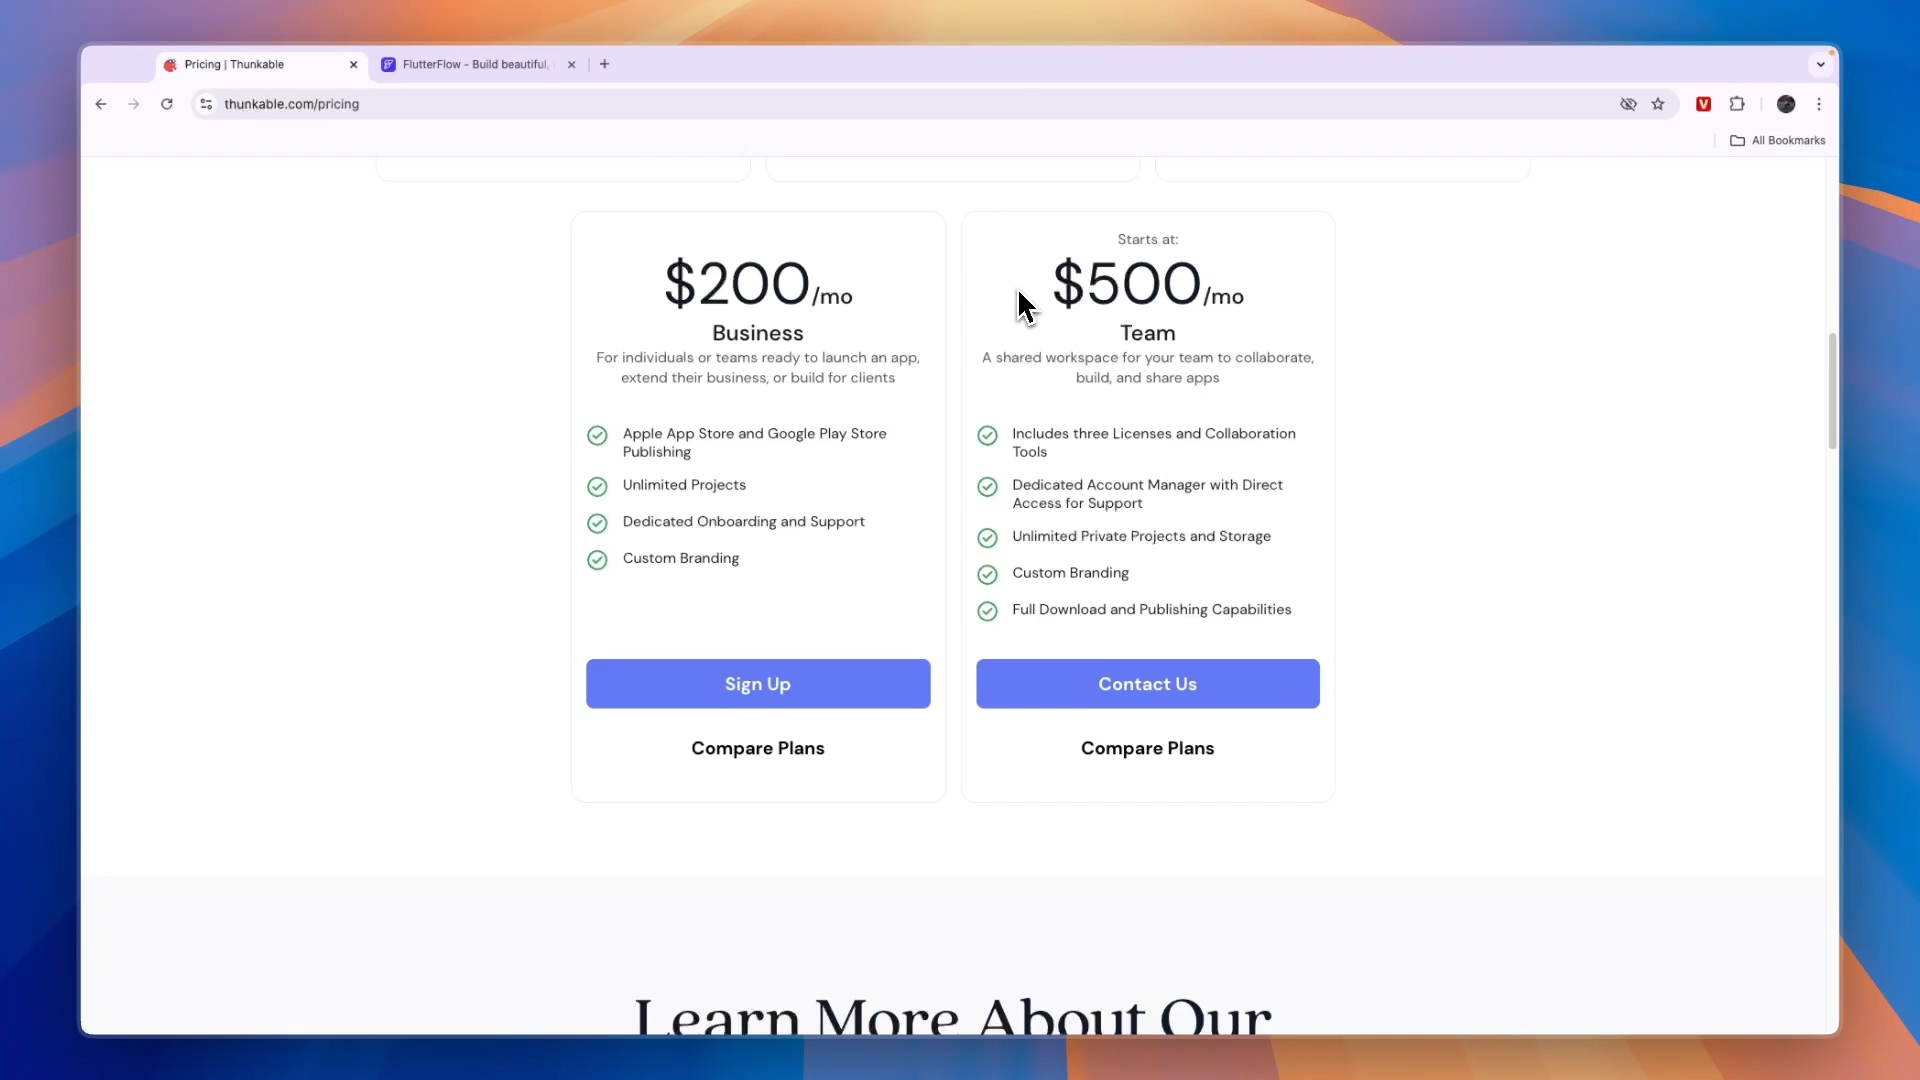 Pricing | Thunkable
FlutterFlow - Build beautiful,
thunkable.com/pricing
All Bookmarks
$200/mo
Business
For individuals or teams ready to launch an app,
extend their business, or build for clients
Apple App Store and Google Play Store
Publishing
Unlimited Projects
Dedicated Onboarding and Support
Custom Branding
Sign Up
Compare Plans
Starts at:
$500/mo
Team
A shared workspace for your team to collaborate,
build, and share apps
Includes three Licenses and Collaboration
Tools
Dedicated Account Manager with Direct
Access for Support
Unlimited Private Projects and Storage
Custom Branding
Full Download and Publishing Capabilities
Contact Us
Compare Plans
Learn More About Our